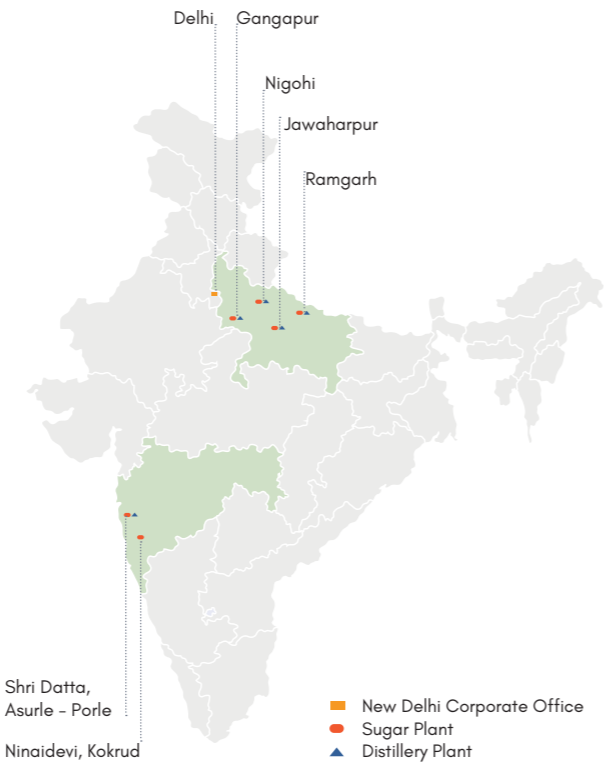 Delhi
Gangapur
Nigohi
Jawaharpur
Ramgarh
Shri Datta,
Asurle - Porle
Ninaidevi, Kokrud
New Delhi Corporate Office
Sugar Plant
Distillery Plant